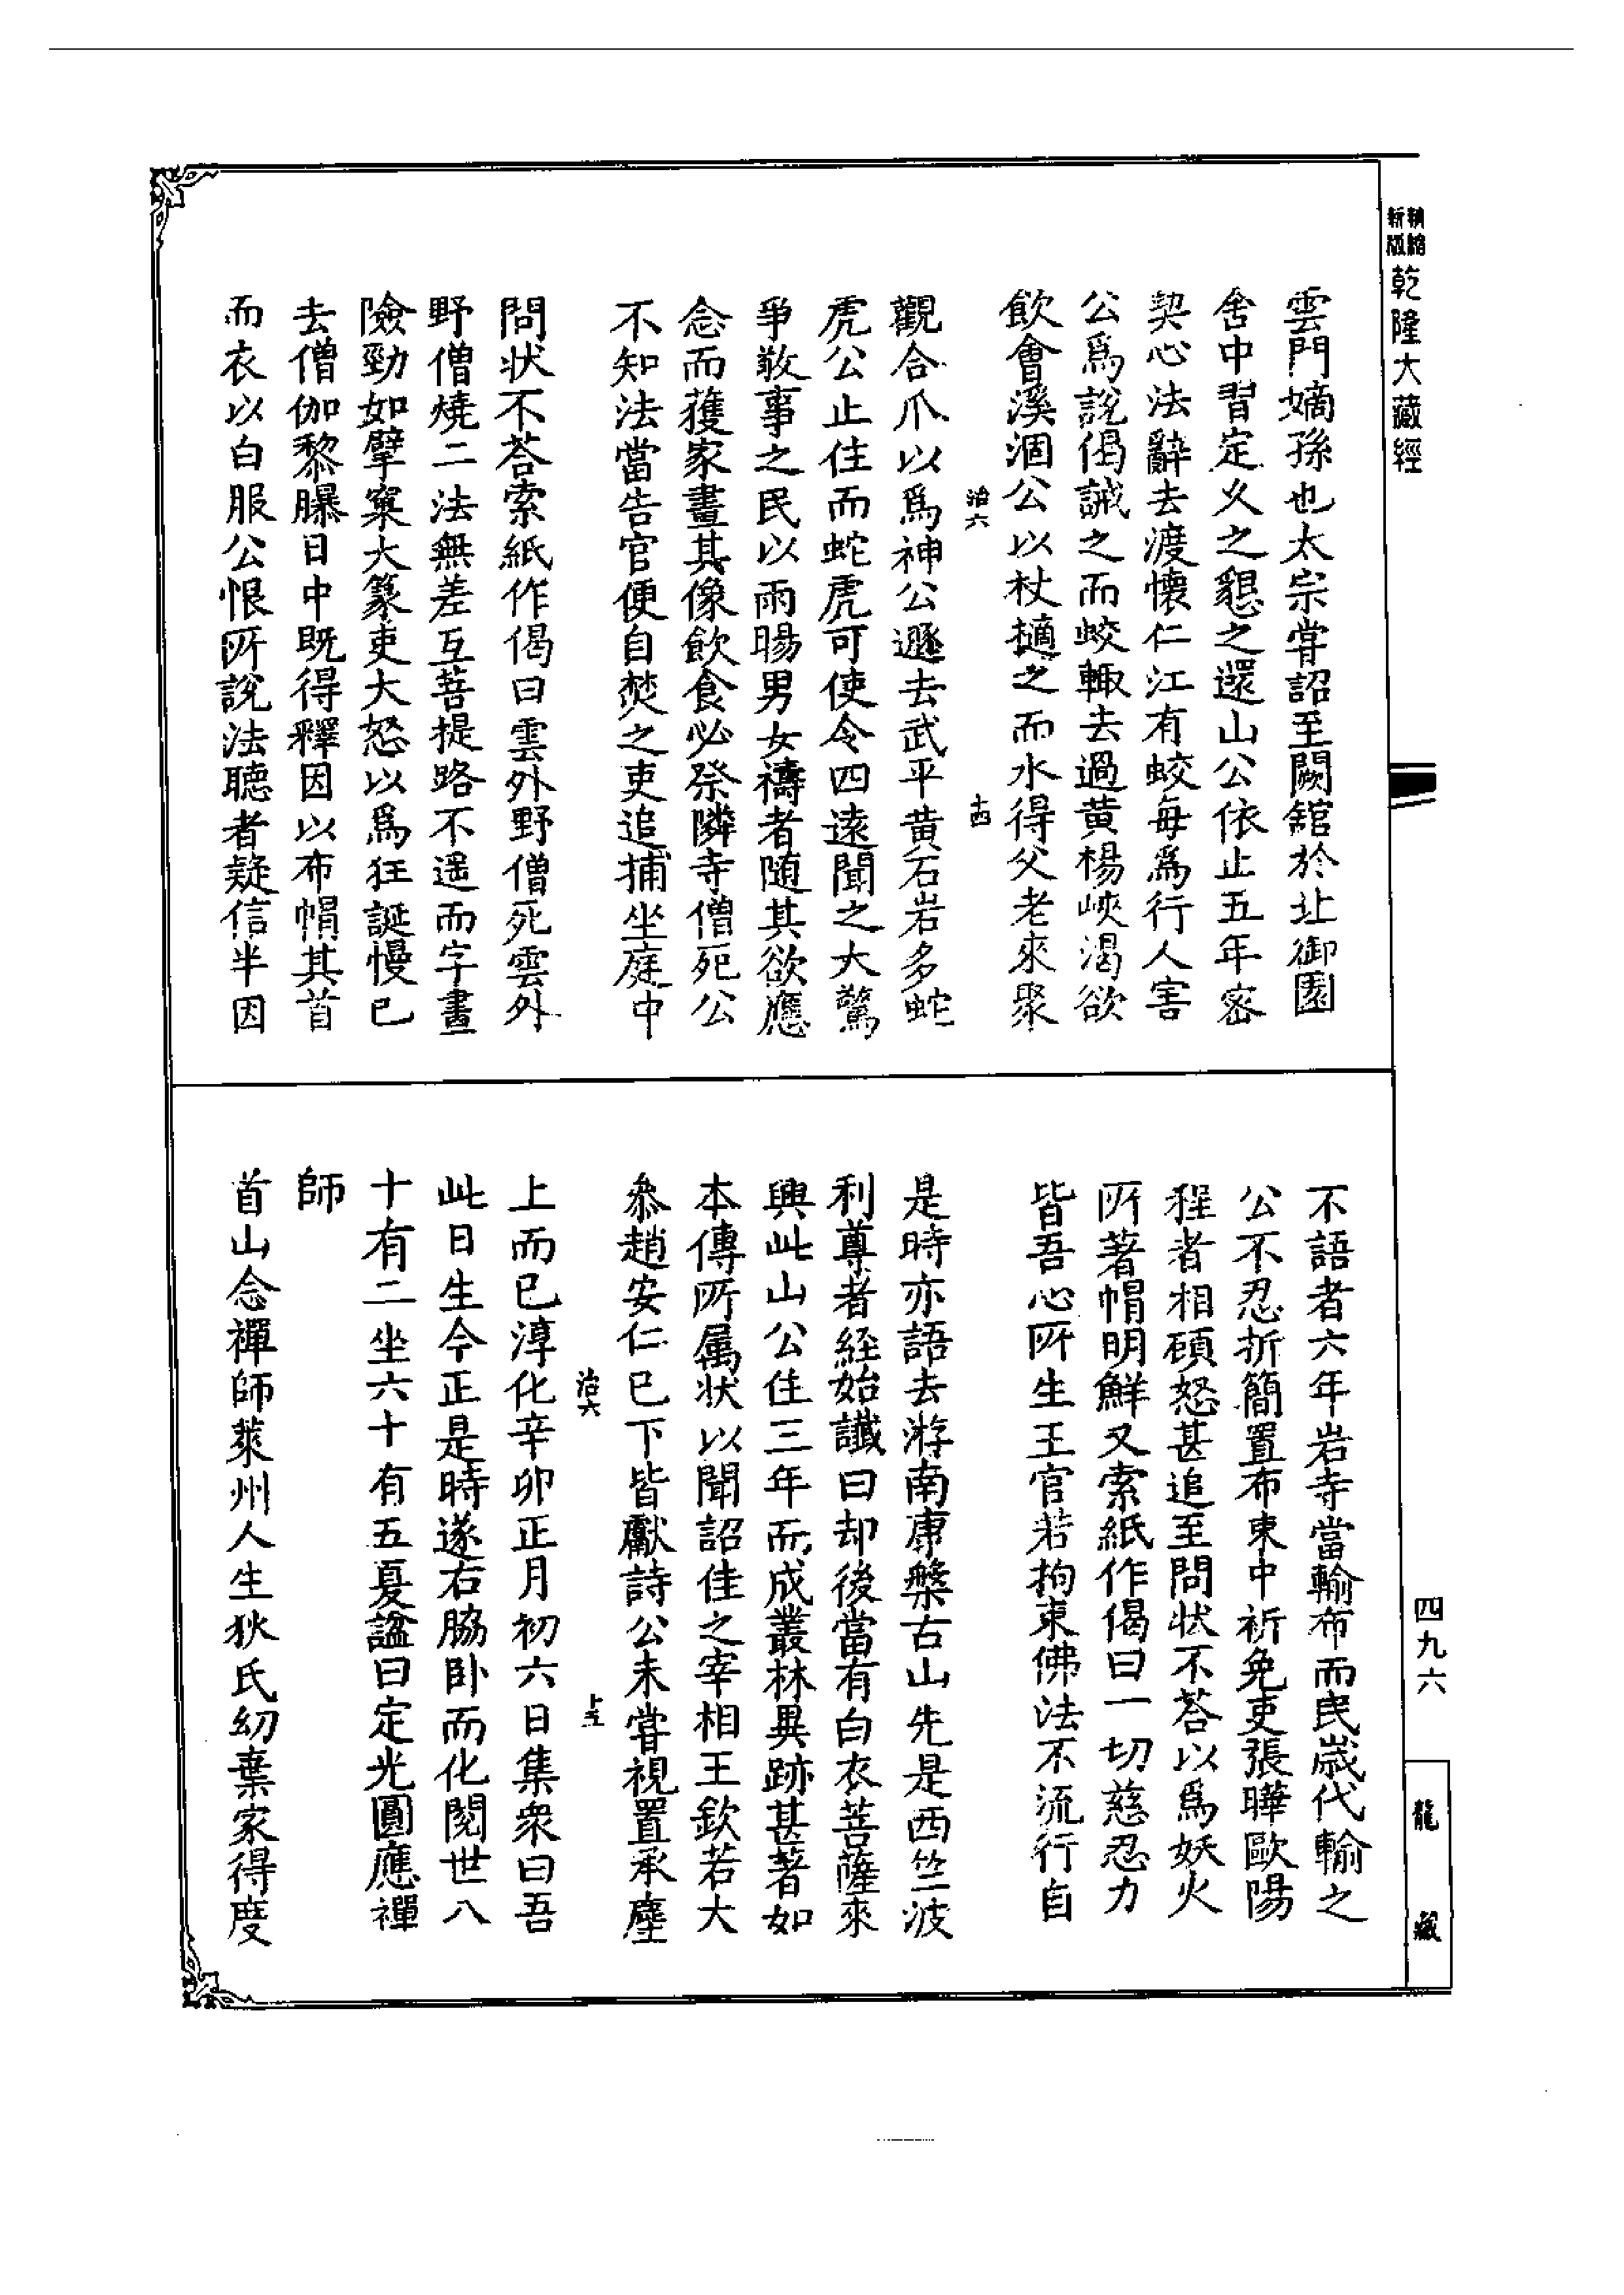 精縮新版
乾隆大藏經
雲門嫡孫也太宗甞詔至闕舘於北御園
舍中習定乆之懇之還山公依止五年宻
契心法辭去渡懷仁江有蛟每爲行人害
公爲說偈誡之而蛟輙去過黄楊峽渴欲
飲會溪涸公以杖擿之而水得父老來聚
治六
十四
觀合爪以爲神公遯去武平黄石岩多蛇
虎公止住而蛇虎可使令四逺聞之大驚
爭敬事之民以雨暘男女禱者随其欲應
念而獲家畫其像飲食必祭隣寺僧死公
不知法當告官便自焚之吏追捕坐庭中
問狀不荅索紙作偈曰雲外野僧死雲外
野僧燒二法無差互菩提路不遥而字畫
險勁如擘窠大篆吏大怒以爲狂誕慢已
去僧伽黎曝日中既得釋因以布帽其首
而衣以白服公恨所說法聽者疑信半因
不語者六年岩寺當輸布而民嵗代輸之
公不忍折簡置布束中祈免吏張曄歐陽
程者相頋怒甚追至問狀不荅以爲妖火
所著帽明鮮又索紙作偈曰一切慈忍力
皆吾心所生王官若拘束佛法不流行自
是時亦語去游南康槃古山先是西竺波
利尊者經始讖曰却後當有白衣菩薩來
興此山公住三年而成叢林異跡甚著如
本傳所属狀以聞詔佳之宰相王欽若大
叅趙安仁已下皆獻詩公未甞視置承塵
治六
十五
上而已淳化辛卯正月初六日集衆曰吾
此日生今正是時遂右脇卧而化閱世八
十有二坐六十有五夏諡曰定光圓應禪
師
首山念禪師萊州人生狄氏幼棄家得度
四九六
龍藏